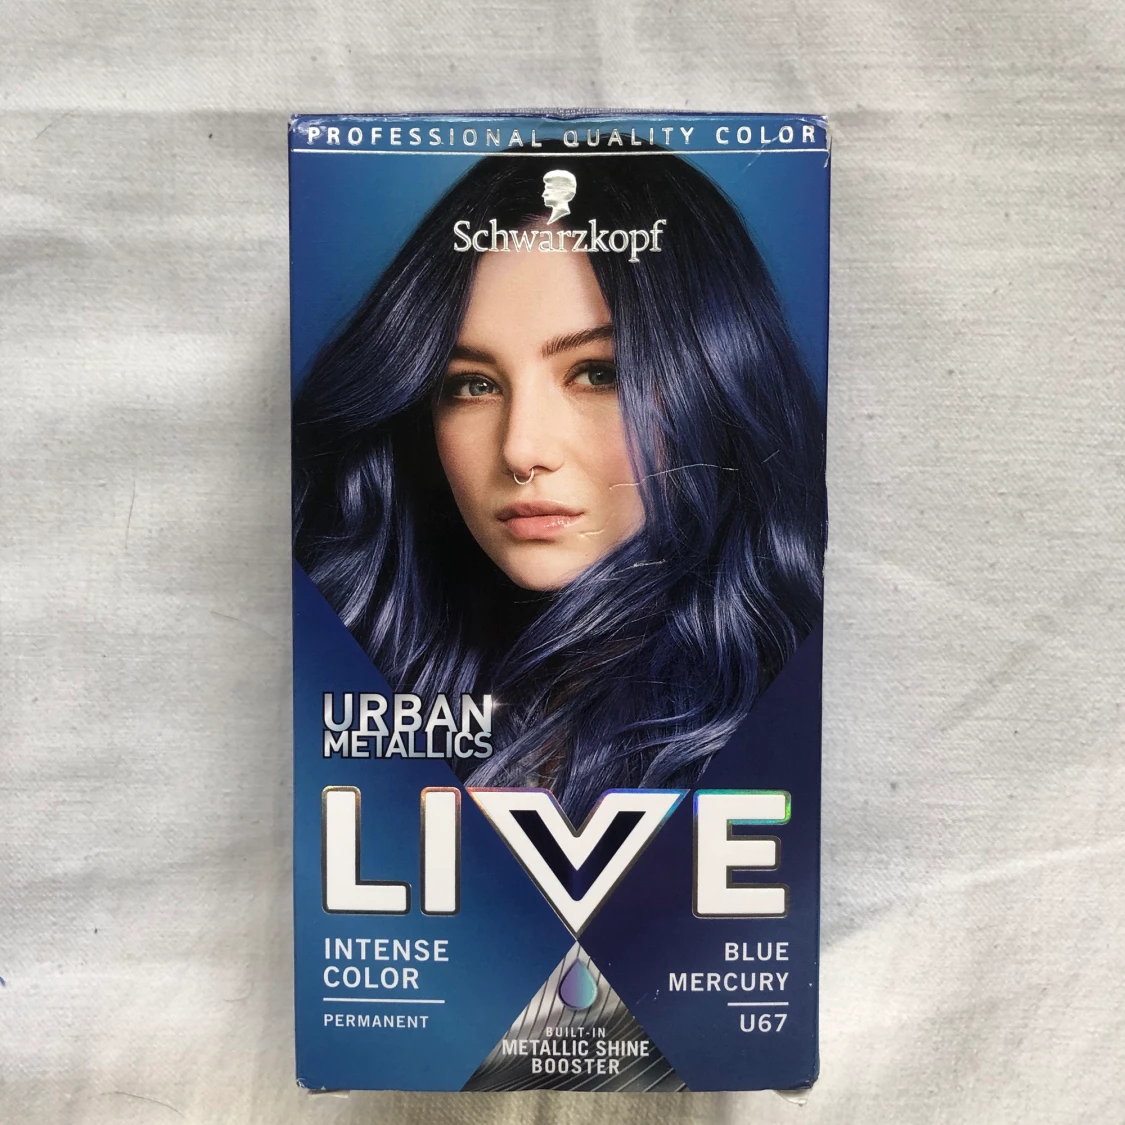 PROFESSIONAL QUALITY COLOR
Schwarzkopf
URBAN
METALLICS
LIVE
INTENSE
COLOR
PERMANENT
BLUE
MERCURY
U67
BUILT-IN
METALLIC SHINE
BOOSTER